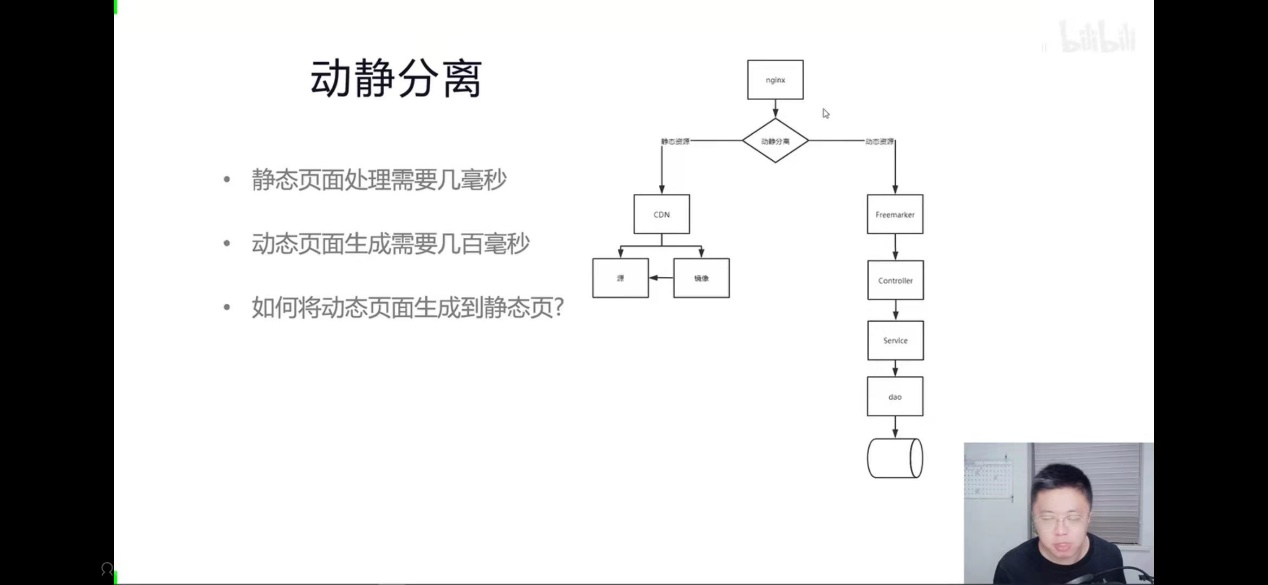 bilibili
动静分离
• 静态页面处理需要几毫秒
• 动态页面生成需要几百毫秒
• 如何将动态页面生成到静态页?
nginx
静态资源
动静分离
动态资源
CDN
源
镜像
Freemarker
Controller
Service
dao